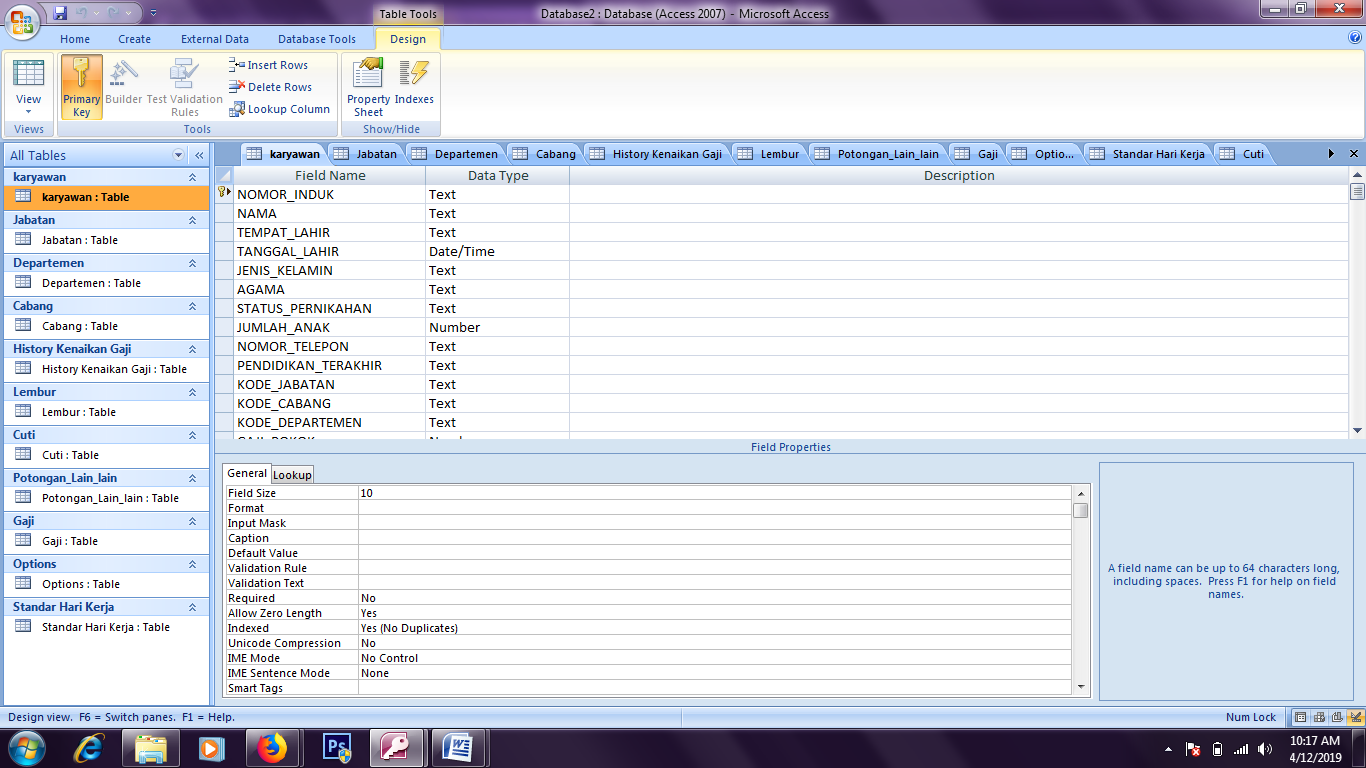 Table Tools
Database2 : Database (Access 2007) - Microsoft Access
Home Create External Data Database Tools Design
View
Views
Primary Key
Builder
Test Validation Rules
Insert Rows
Delete Rows
Lookup Column
Tools
Property Sheet
Indexes
Show/Hide
All Tables
karyawan
karyawan : Table
Jabatan
Jabatan : Table
Departemen
Departemen : Table
Cabang
Cabang : Table
History Kenaikan Gaji
History Kenaikan Gaji : Table
Lembur
Lembur : Table
Cuti
Cuti : Table
Potongan_Lain_lain
Potongan_Lain_lain : Table
Gaji
Gaji : Table
Options
Options : Table
Standar Hari Kerja
Standar Hari Kerja : Table
karyawan Jabatan Departemen Cabang History Kenaikan Gaji Lembur Potongan_Lain_lain Gaji Optio... Standar Hari Kerja Cuti
Field Name Data Type Description
NOMOR_INDUK Text
NAMA Text
TEMPAT_LAHIR Text
TANGGAL_LAHIR Date/Time
JENIS_KELAMIN Text
AGAMA Text
STATUS_PERNIKAHAN Text
JUMLAH_ANAK Number
NOMOR_TELEPON Text
PENDIDIKAN_TERAKHIR Text
KODE_JABATAN Text
KODE_CABANG Text
KODE_DEPARTEMEN Text
Field Properties
General Lookup
Field Size 10
Format
Input Mask
Caption
Default Value
Validation Rule
Validation Text
Required No
Allow Zero Length Yes
Indexed Yes (No Duplicates)
Unicode Compression No
IME Mode No Control
IME Sentence Mode None
Smart Tags
A field name can be up to 64 characters long,
including spaces. Press F1 for help on field
names.
Design view. F6 = Switch panes. F1 = Help.
Num Lock
Ps
10:17 AM
4/12/2019